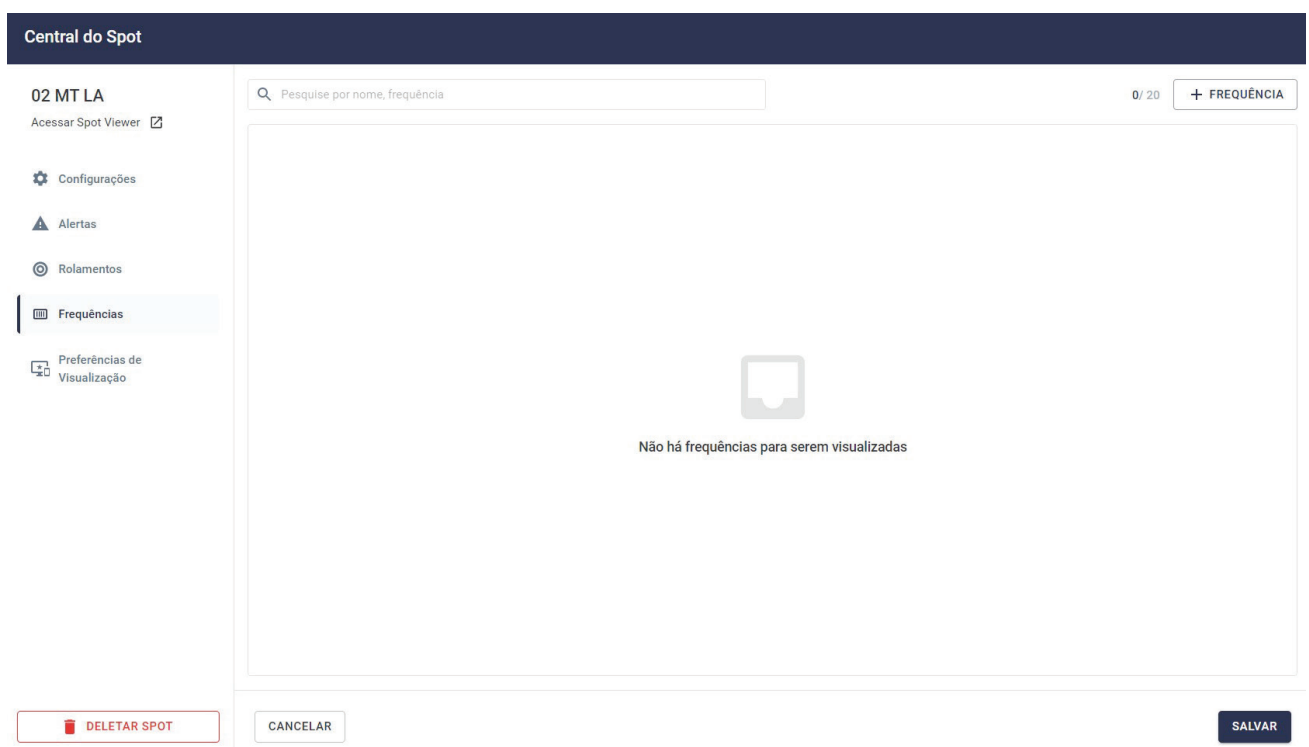 Central do Spot
02 MT LA
Acessar Spot Viewer
Configurações
Alertas
Rolamentos
Frequências
Preferências de
Visualização
DELETAR SPOT
Pesquise por nome, frequência
0/ 20
+ FREQUÊNCIA
Não há frequências para serem visualizadas
CANCELAR
SALVAR